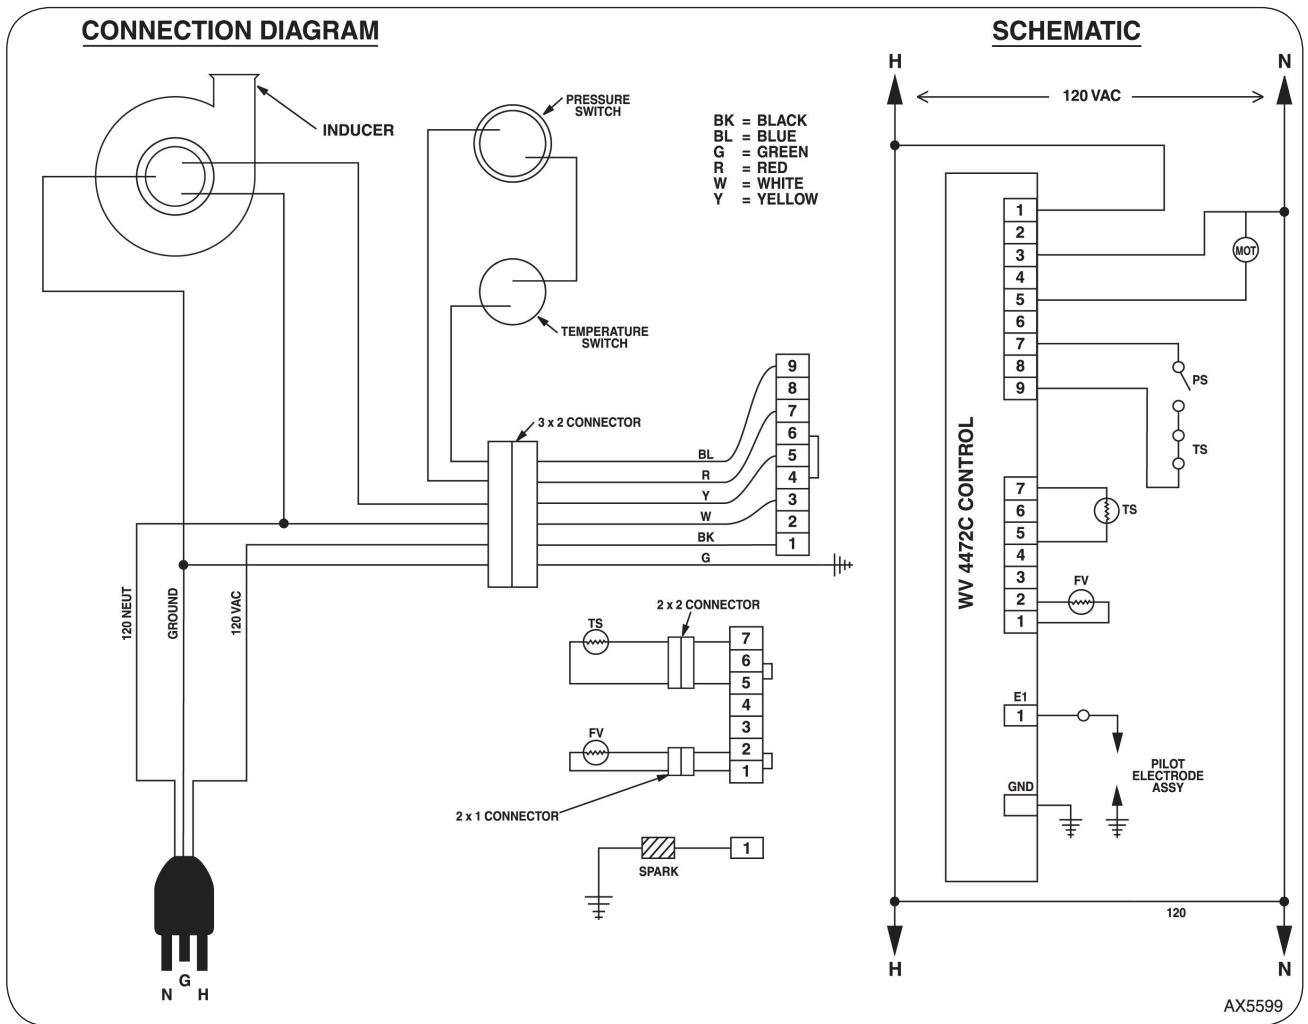 CONNECTION DIAGRAM
INDUCER
PRESSURE
SWITCH
BK = BLACK
BL = BLUE
G = GREEN
R = RED
W = WHITE
Y = YELLOW
TEMPERATURE
SWITCH
3 x 2 CONNECTOR
9
8
7
6
5
4
3
2
1
BL
R
Y
W
BK
G
120 NEUT
GROUND
120 VAC
2 x 2 CONNECTOR
TS
7
6
5
4
3
2
1
FV
2 x 1 CONNECTOR
SPARK
1
N
G
H
SCHEMATIC
H
N
120 VAC
1
2
3
4
5
6
7
8
9
MOT
PS
TS
WV 4472C CONTROL
7
6
5
4
3
2
1
TS
FV
E1
1
PILOT
ELECTRODE
ASSY
GND
120
H
N
AX5599